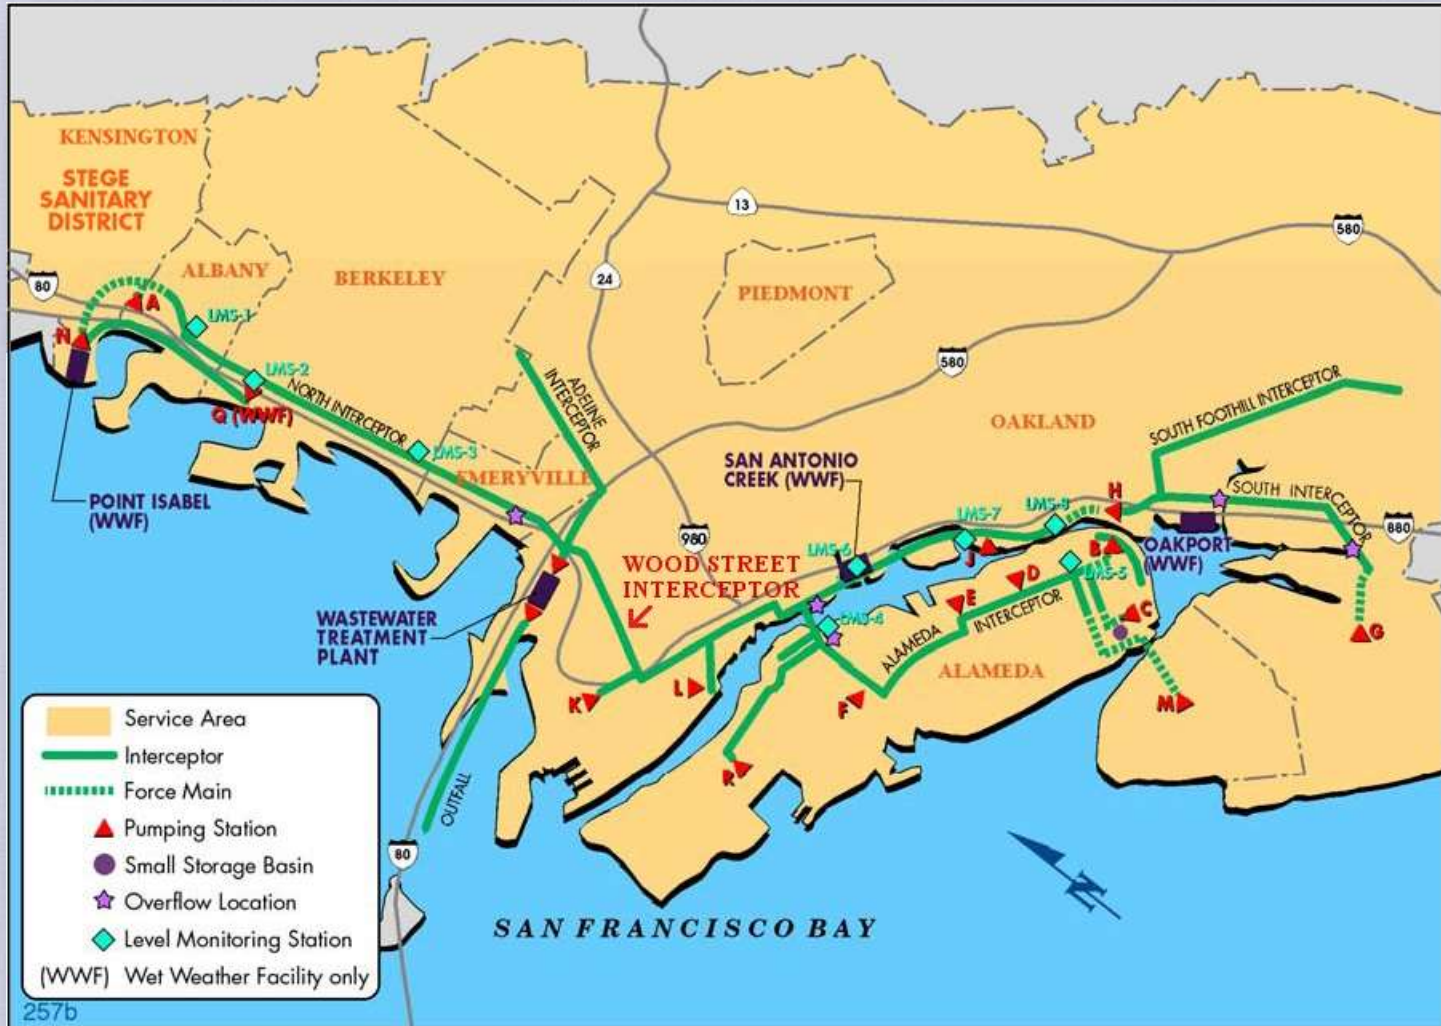 KENSINGTON
STEGE
SANITARY
DISTRICT
ALBANY
BERKELEY
PIEDMONT
OAKLAND
EMERYVILLE
ALAMEDA
80
13
24
580
580
980
880
80
A
N
LMS-1
LMS-2
Q (WWF)
NORTH INTERCEPTOR
LMS-3
ADELINE
INTERCEPTOR
POINT ISABEL
(WWF)
SAN ANTONIO
CREEK (WWF)
WOOD STREET
INTERCEPTOR
WASTEWATER
TREATMENT
PLANT
OUTFALL
K
L
R
F
E
D
J
B
C
H
M
G
LMS-4
LMS-5
LMS-6
LMS-7
LMS-8
ALAMEDA
INTERCEPTOR
SOUTH FOOTHILL INTERCEPTOR
SOUTH INTERCEPTOR
OAKPORT
(WWF)
Service Area
Interceptor
Force Main
Pumping Station
Small Storage Basin
Overflow Location
Level Monitoring Station
(WWF) Wet Weather Facility only
SAN FRANCISCO BAY
N
257b